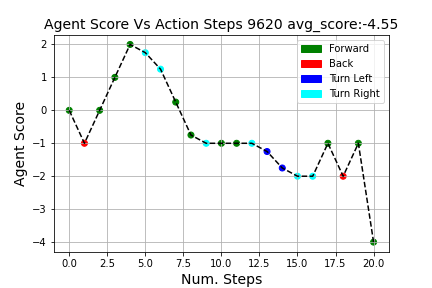 Agent Score Vs Action Steps 9620 avg_score:-4.55
Forward
Back
Turn Left
Turn Right
Agent Score
2
1
0
−1
−2
−3
−4
0.0 2.5 5.0 7.5 10.0 12.5 15.0 17.5 20.0
Num. Steps